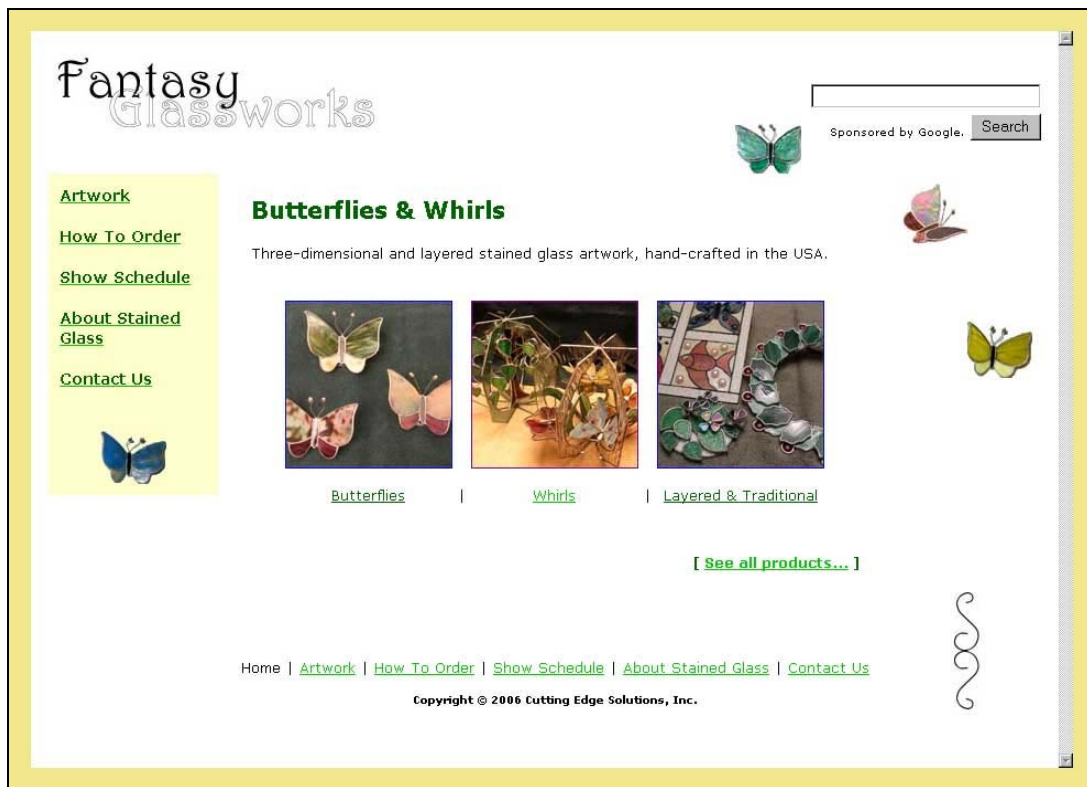 Fantasy
Glassworks
Sponsored by Google. Search
Artwork
How To Order
Show Schedule
About Stained
Glass
Contact Us
Butterflies & Whirls
Three-dimensional and layered stained glass artwork, hand-crafted in the USA.
Butterflies | Whirls | Layered & Traditional
[ See all products... ]
Home | Artwork | How To Order | Show Schedule | About Stained Glass | Contact Us
Copyright © 2006 Cutting Edge Solutions, Inc.